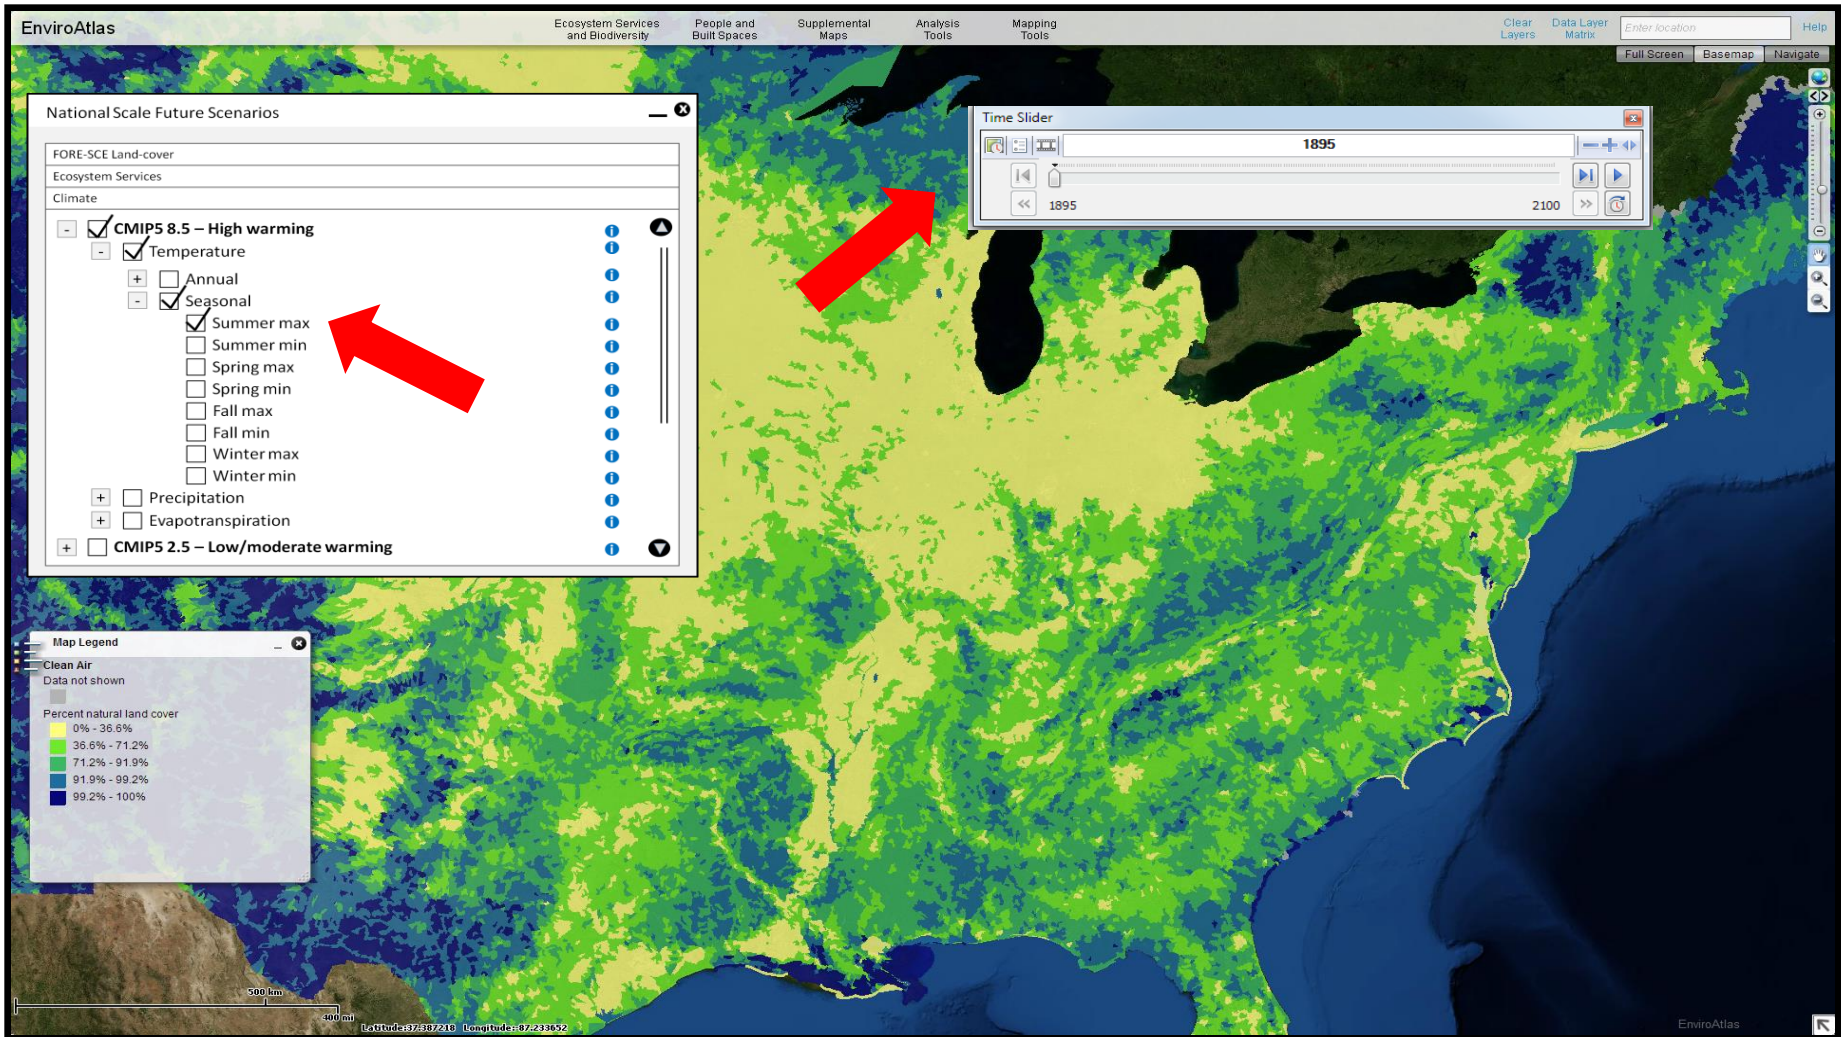 EnviroAtlas
Ecosystem Services
and Biodiversity
People and
Built Spaces
Supplemental
Maps
Analysis
Tools
Mapping
Tools
Clear
Layers
Data Layer
Matrix
Enter location
Help
Full Screen
Basemap
Navigate
National Scale Future Scenarios
FORE-SCE Land-cover
Ecosystem Services
Climate
CMIP5 8.5 – High warming
Temperature
Annual
Seasonal
Summer max
Summer min
Spring max
Spring min
Fall max
Fall min
Winter max
Winter min
Precipitation
Evapotranspiration
CMIP5 2.5 – Low/moderate warming
Time Slider
1895
1895
2100
Map Legend
Clean Air
Data not shown
Percent natural land cover
0% - 36.6%
36.6% - 71.2%
71.2% - 91.9%
91.9% - 99.2%
99.2% - 100%
500 km
400 mi
Latitude:37.387218 Longitude:-87.233652
EnviroAtlas